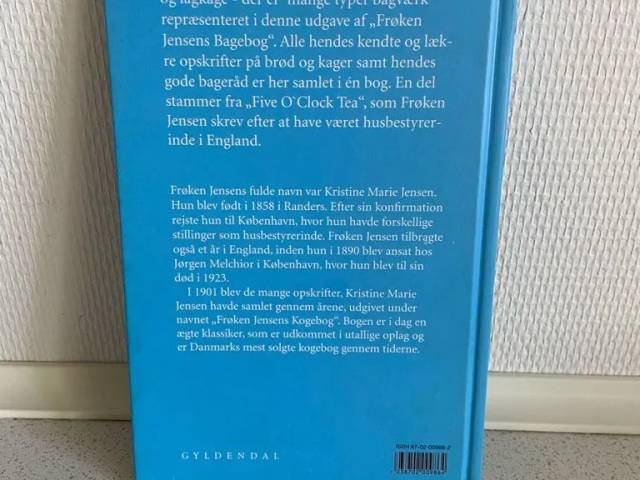 og lagkage - der er mange typer bagværk
repræsenteret i denne udgave af „Frøken
Jensens Bagebog“. Alle hendes kendte og læk-
re opskrifter på brød og kager samt hendes
gode bageråd er her samlet i én bog. En del
stammer fra „Five O`Clock Tea“, som Frøken
Jensen skrev efter at have været husbestyrer-
inde i England.
Frøken Jensens fulde navn var Kristine Marie Jensen.
Hun blev født i 1858 i Randers. Efter sin konfirmation
rejste hun til København, hvor hun havde forskellige
stillinger som husbestyrerinde. Frøken Jensen tilbragte
også et år i England, inden hun i 1890 blev ansat hos
Jørgen Melchior i København, hvor hun blev til sin
død i 1923.
I 1901 blev de mange opskrifter, Kristine Marie
Jensen havde samlet gennem årene, udgivet under
navnet „Frøken Jensens Kogebog“. Bogen er i dag en
ægte klassiker, som er udkommet i utallige oplag og
er Danmarks mest solgte kogebog gennem tiderne.
GYLDENDAL
ISBN 87-02-00986-2